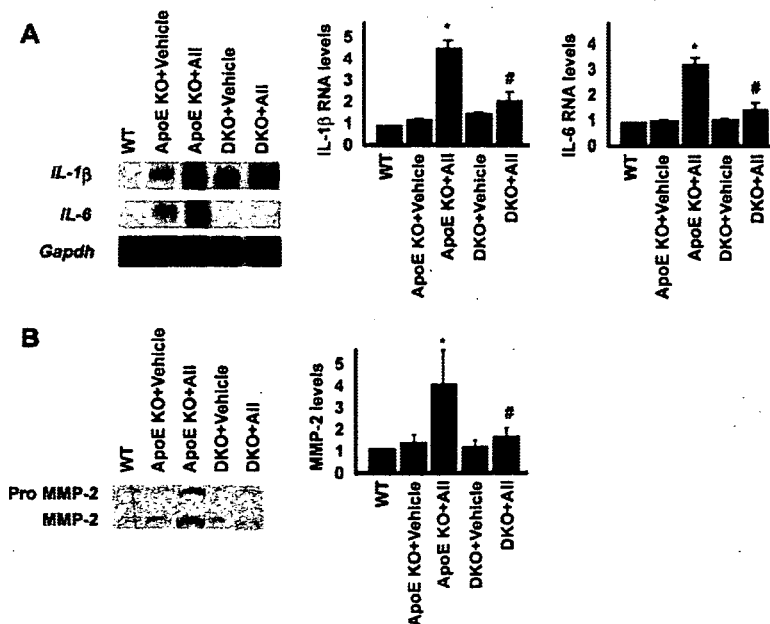 A
WT
ApoE KO+Vehicle
ApoE KO+AII
DKO+Vehicle
DKO+AII
IL-1β
IL-6
Gapdh
IL-1β RNA levels
5
4
3
2
1
0
*
#
WT
ApoE KO+Vehicle
ApoE KO+AII
DKO+Vehicle
DKO+AII
IL-6 RNA levels
4
3
2
1
0
*
#
WT
ApoE KO+Vehicle
ApoE KO+AII
DKO+Vehicle
DKO+AII
B
WT
ApoE KO+Vehicle
ApoE KO+AII
DKO+Vehicle
DKO+AII
Pro MMP-2
MMP-2
MMP-2 levels
5
4
3
2
1
0
*
#
WT
ApoE KO+Vehicle
ApoE KO+AII
DKO+Vehicle
DKO+AII